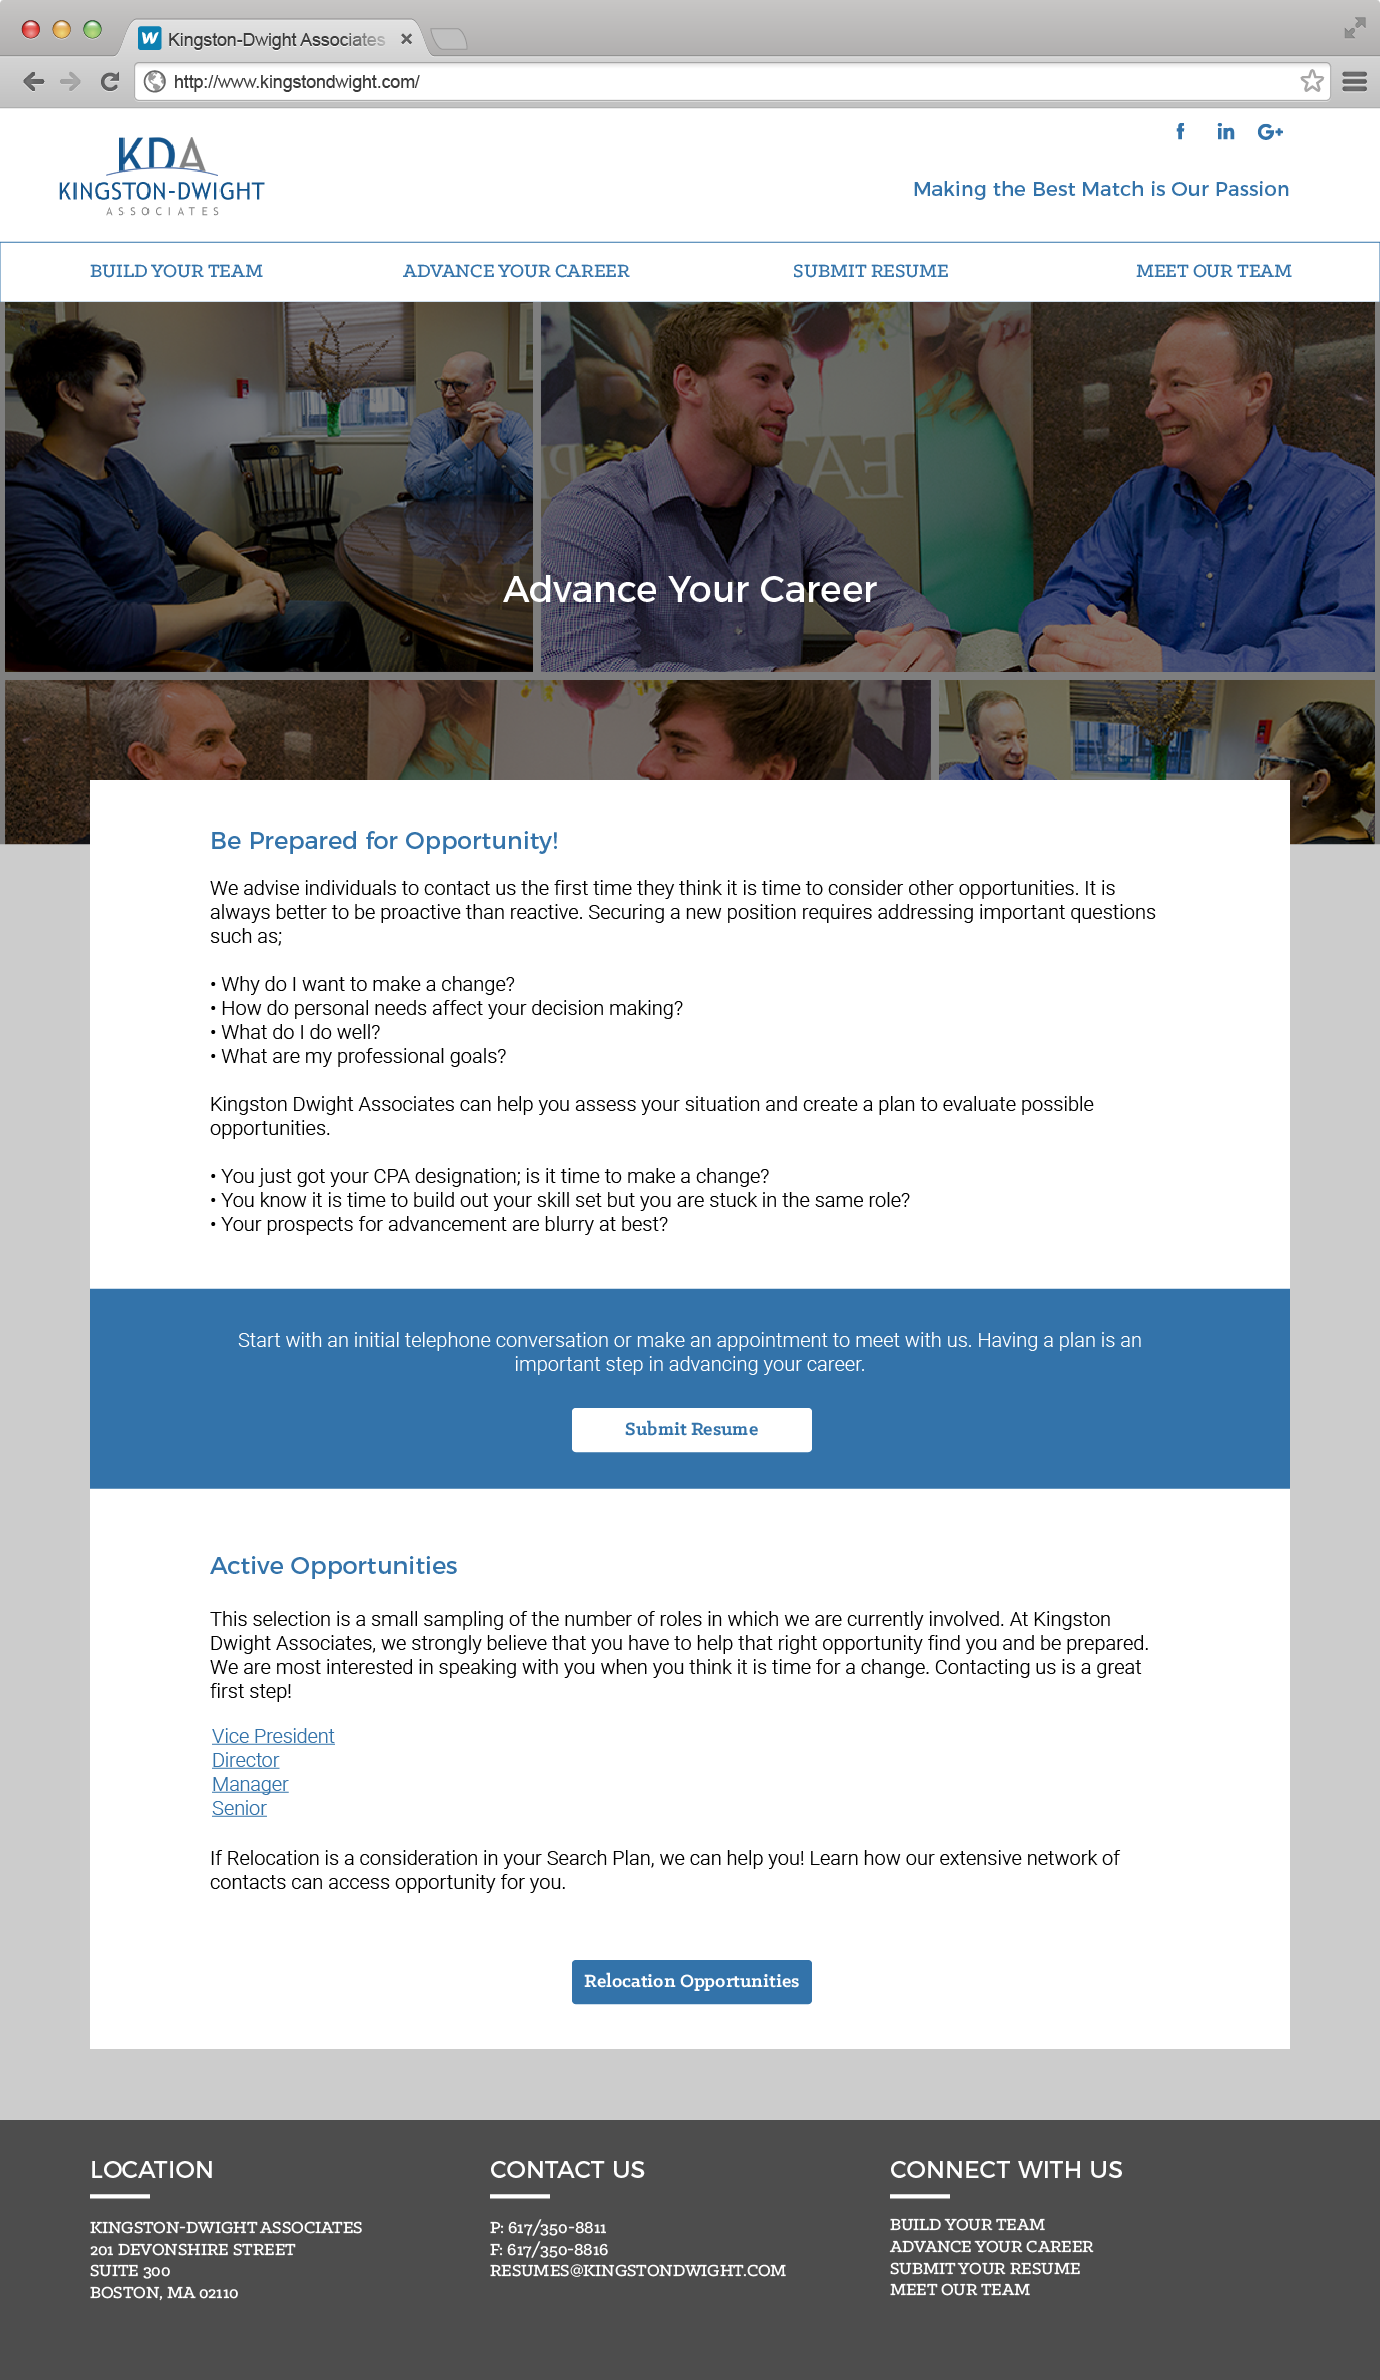 Kingston-Dwight Associates
http://www.kingstondwight.com/
f in G+
KDA
KINGSTON-DWIGHT
ASSOCIATES
Making the Best Match is Our Passion
BUILD YOUR TEAM ADVANCE YOUR CAREER SUBMIT RESUME MEET OUR TEAM
Advance Your Career
Be Prepared for Opportunity!
We advise individuals to contact us the first time they think it is time to consider other opportunities. It is
always better to be proactive than reactive. Securing a new position requires addressing important questions
such as;
• Why do I want to make a change?
• How do personal needs affect your decision making?
• What do I do well?
• What are my professional goals?
Kingston Dwight Associates can help you assess your situation and create a plan to evaluate possible
opportunities.
• You just got your CPA designation; is it time to make a change?
• You know it is time to build out your skill set but you are stuck in the same role?
• Your prospects for advancement are blurry at best?
Start with an initial telephone conversation or make an appointment to meet with us. Having a plan is an
important step in advancing your career.
Submit Resume
Active Opportunities
This selection is a small sampling of the number of roles in which we are currently involved. At Kingston
Dwight Associates, we strongly believe that you have to help that right opportunity find you and be prepared.
We are most interested in speaking with you when you think it is time for a change. Contacting us is a great
first step!
Vice President
Director
Manager
Senior
If Relocation is a consideration in your Search Plan, we can help you! Learn how our extensive network of
contacts can access opportunity for you.
Relocation Opportunities
LOCATION
KINGSTON-DWIGHT ASSOCIATES
201 DEVONSHIRE STREET
SUITE 300
BOSTON, MA 02110
CONTACT US
P: 617/350-8811
F: 617/350-8816
RESUMES@KINGSTONDWIGHT.COM
CONNECT WITH US
BUILD YOUR TEAM
ADVANCE YOUR CAREER
SUBMIT YOUR RESUME
MEET OUR TEAM